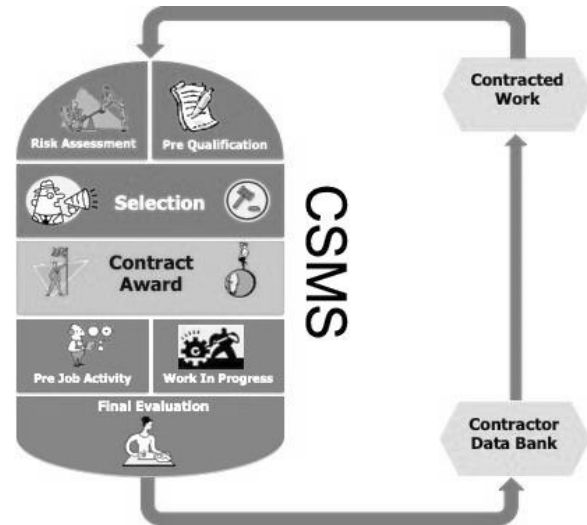 Risk Assessment
Pre Qualification
Selection
Contract
Award
Pre Job Activity
Work In Progress
Final Evaluation
CSMS
Contracted
Work
Contractor
Data Bank